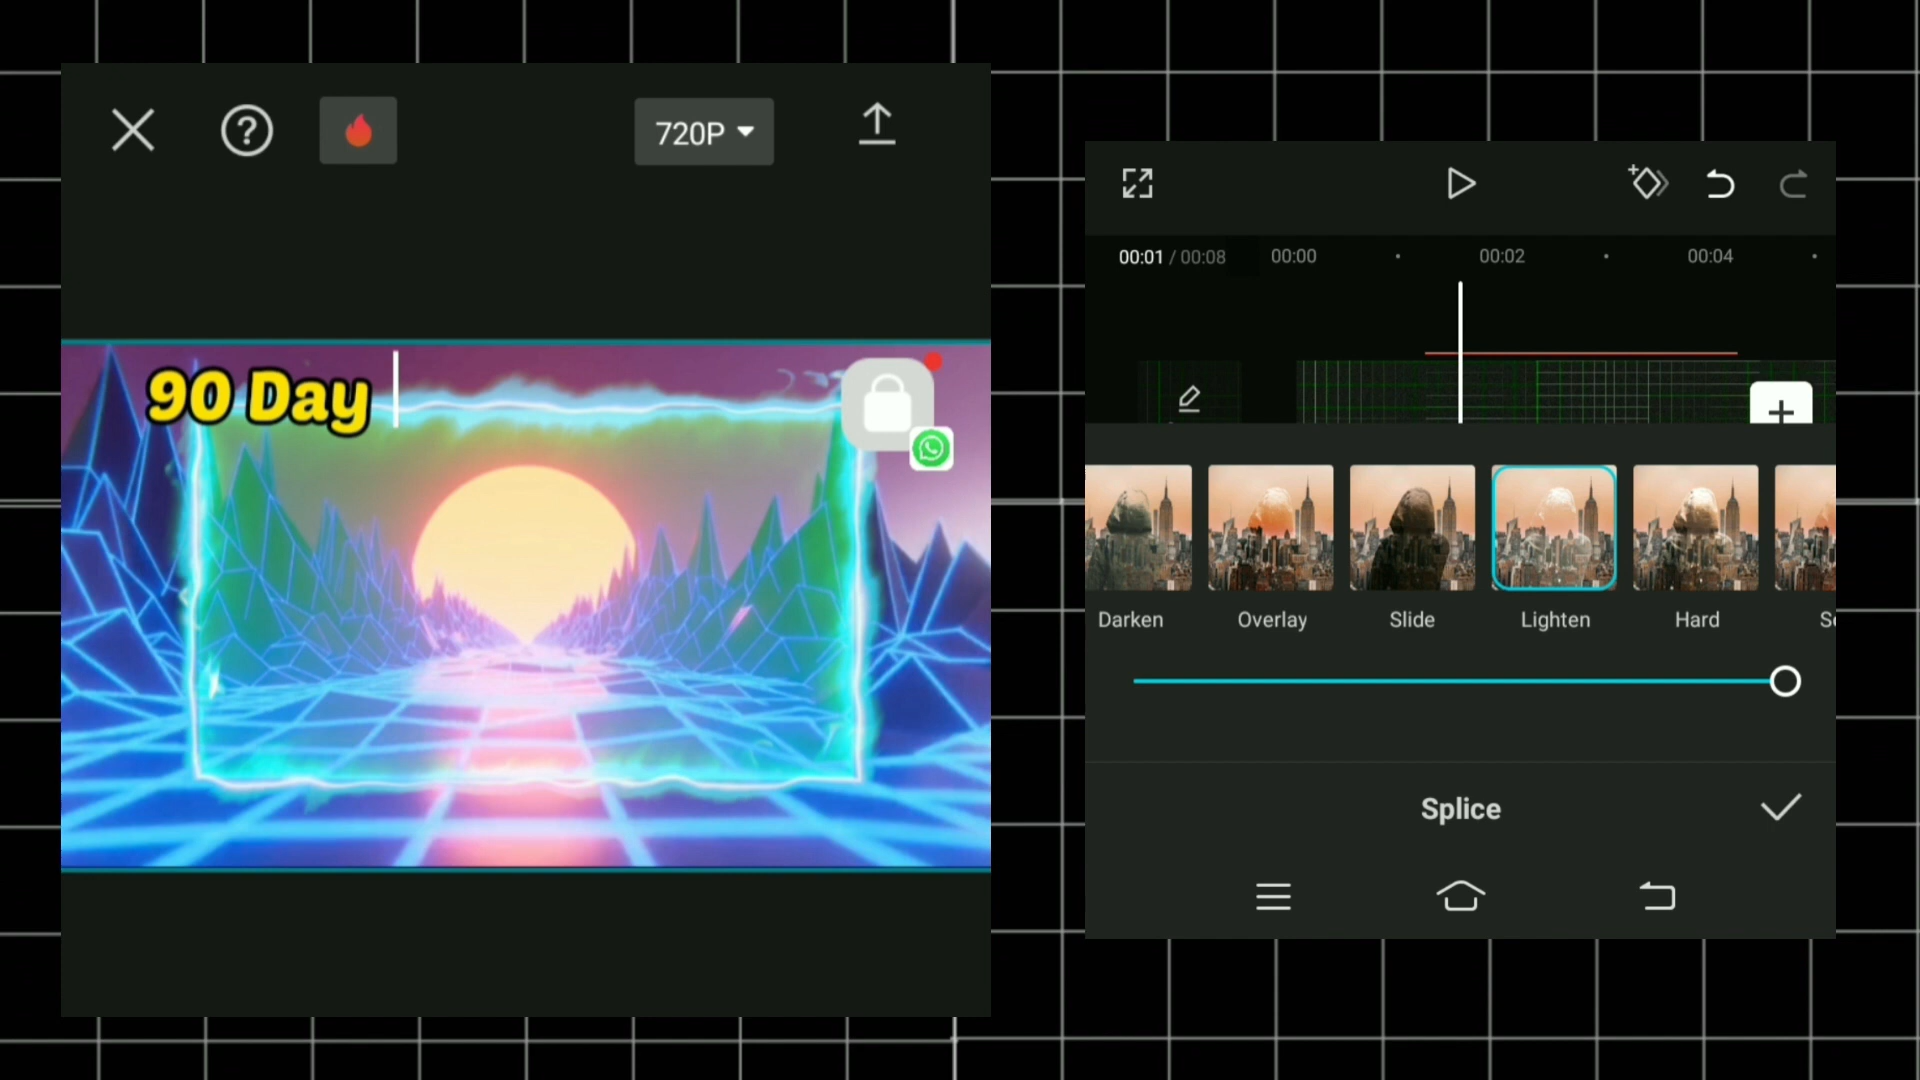 720P
90 Day
00:01 / 00:08
00:00
00:02
00:04
Darken
Overlay
Slide
Lighten
Hard
Splice